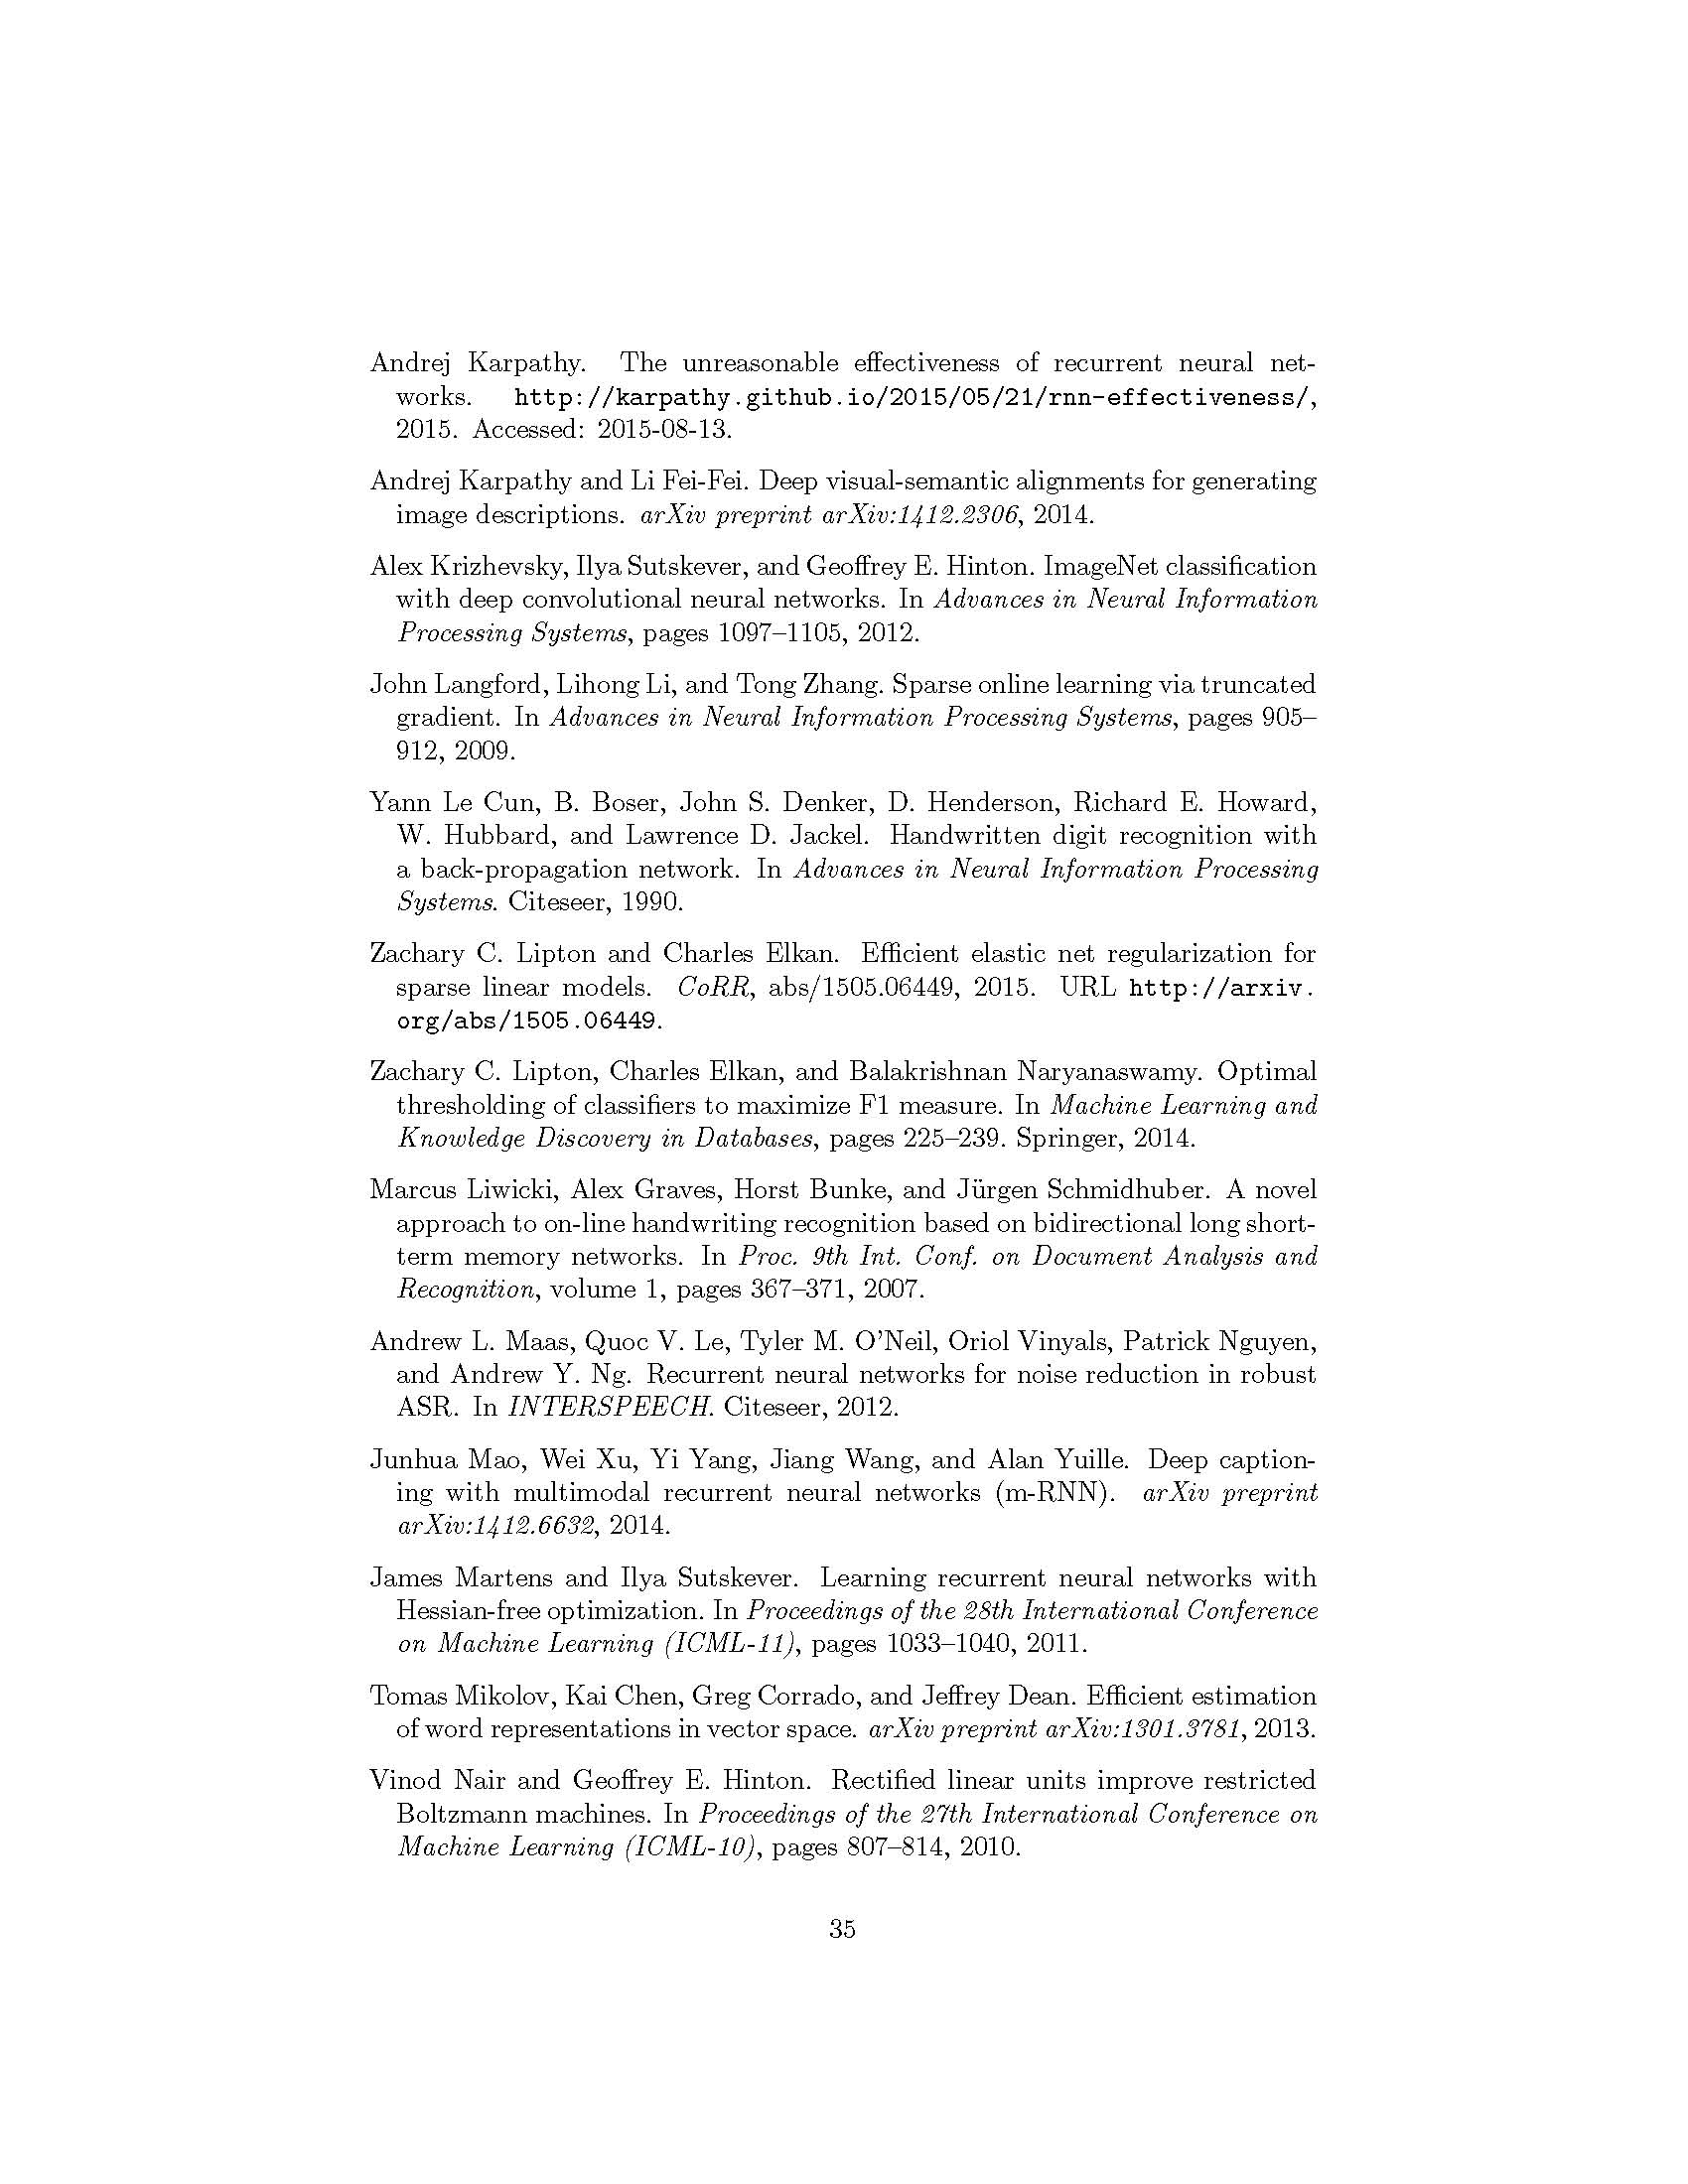 Andrej Karpathy. The unreasonable effectiveness of recurrent neural net-
works. http://karpathy.github.io/2015/05/21/rnn-effectiveness/,
2015. Accessed: 2015-08-13.
Andrej Karpathy and Li Fei-Fei. Deep visual-semantic alignments for generating
image descriptions. arXiv preprint arXiv:1412.2306, 2014.
Alex Krizhevsky, Ilya Sutskever, and Geoffrey E. Hinton. ImageNet classification
with deep convolutional neural networks. In Advances in Neural Information
Processing Systems, pages 1097–1105, 2012.
John Langford, Lihong Li, and Tong Zhang. Sparse online learning via truncated
gradient. In Advances in Neural Information Processing Systems, pages 905–
912, 2009.
Yann Le Cun, B. Boser, John S. Denker, D. Henderson, Richard E. Howard,
W. Hubbard, and Lawrence D. Jackel. Handwritten digit recognition with
a back-propagation network. In Advances in Neural Information Processing
Systems. Citeseer, 1990.
Zachary C. Lipton and Charles Elkan. Efficient elastic net regularization for
sparse linear models. CoRR, abs/1505.06449, 2015. URL http://arxiv.
org/abs/1505.06449.
Zachary C. Lipton, Charles Elkan, and Balakrishnan Naryanaswamy. Optimal
thresholding of classifiers to maximize F1 measure. In Machine Learning and
Knowledge Discovery in Databases, pages 225–239. Springer, 2014.
Marcus Liwicki, Alex Graves, Horst Bunke, and Jürgen Schmidhuber. A novel
approach to on-line handwriting recognition based on bidirectional long short-
term memory networks. In Proc. 9th Int. Conf. on Document Analysis and
Recognition, volume 1, pages 367–371, 2007.
Andrew L. Maas, Quoc V. Le, Tyler M. O'Neil, Oriol Vinyals, Patrick Nguyen,
and Andrew Y. Ng. Recurrent neural networks for noise reduction in robust
ASR. In INTERSPEECH. Citeseer, 2012.
Junhua Mao, Wei Xu, Yi Yang, Jiang Wang, and Alan Yuille. Deep caption-
ing with multimodal recurrent neural networks (m-RNN). arXiv preprint
arXiv:1412.6632, 2014.
James Martens and Ilya Sutskever. Learning recurrent neural networks with
Hessian-free optimization. In Proceedings of the 28th International Conference
on Machine Learning (ICML-11), pages 1033–1040, 2011.
Tomas Mikolov, Kai Chen, Greg Corrado, and Jeffrey Dean. Efficient estimation
of word representations in vector space. arXiv preprint arXiv:1301.3781, 2013.
Vinod Nair and Geoffrey E. Hinton. Rectified linear units improve restricted
Boltzmann machines. In Proceedings of the 27th International Conference on
Machine Learning (ICML-10), pages 807–814, 2010.
35